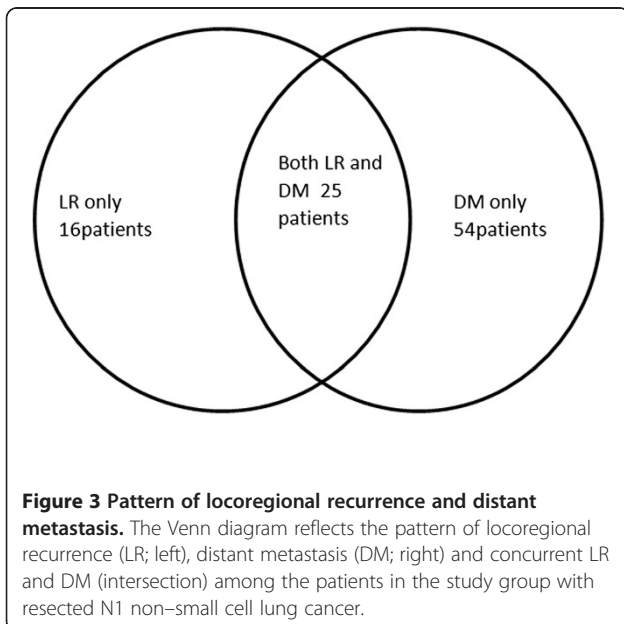 LR only
16patients
Both LR and
DM 25
patients
DM only
54patients
Figure 3 Pattern of locoregional recurrence and distant
metastasis. The Venn diagram reflects the pattern of locoregional
recurrence (LR; left), distant metastasis (DM; right) and concurrent LR
and DM (intersection) among the patients in the study group with
resected N1 non–small cell lung cancer.